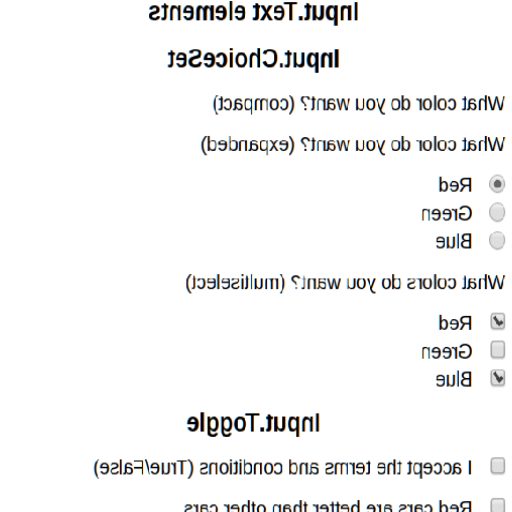 Input.Text elements
Input.ChoiceSet
What color do you want? (compact)
What color do you want? (expanded)
Red
Green
Blue
What colors do you want? (multiselect)
Red
Green
Blue
Input.Toggle
I accept the terms and conditions (True/False)
Red cars are better than other cars